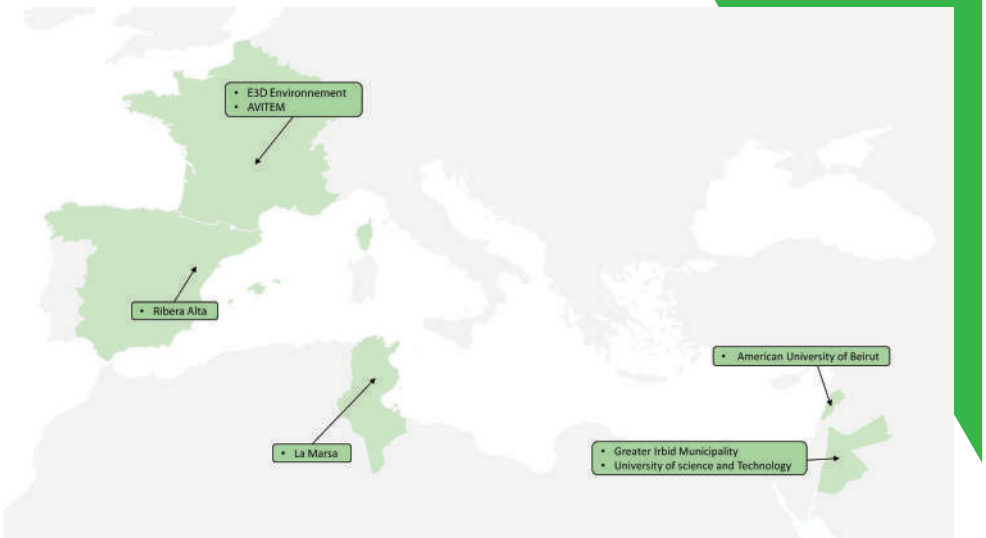 • E3D Environnement
• AVITEM
• Ribera Alta
• American University of Beirut
• La Marsa
• Greater Irbid Municipality
• University of science and Technology